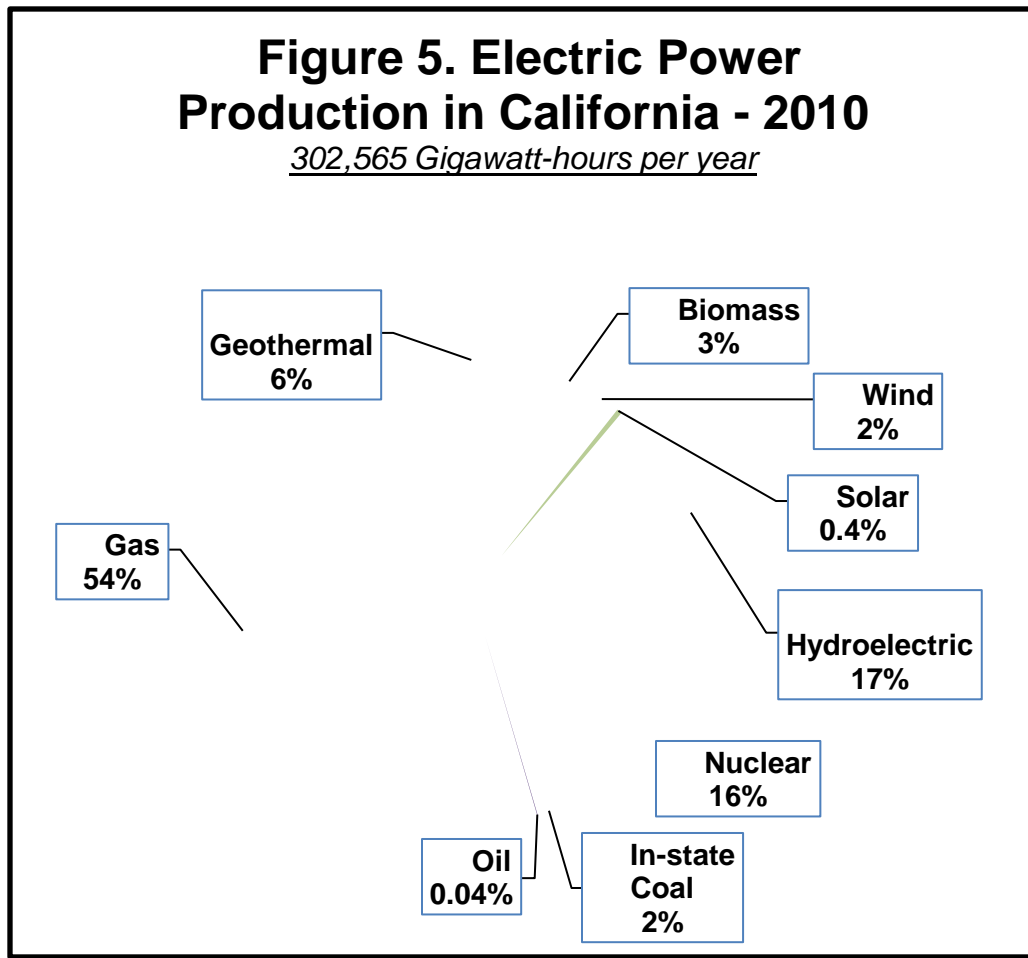 Figure 5. Electric Power
Production in California - 2010
302,565 Gigawatt-hours per year
Geothermal
6%
Biomass
3%
Wind
2%
Solar
0.4%
Gas
54%
Hydroelectric
17%
Nuclear
16%
Oil
0.04%
In-state
Coal
2%